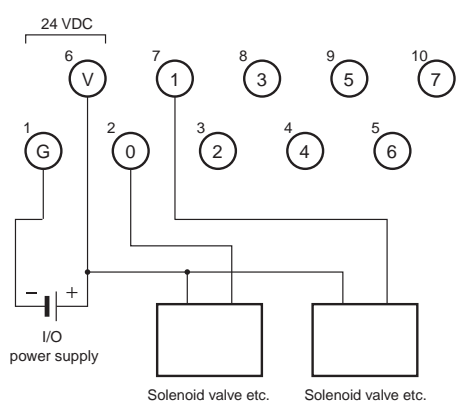 24 VDC
6 7 8 9 10
V 1 3 5 7
1 2 3 4 5
G 0 2 4 6
− +
I/O
power supply
Solenoid valve etc. Solenoid valve etc.